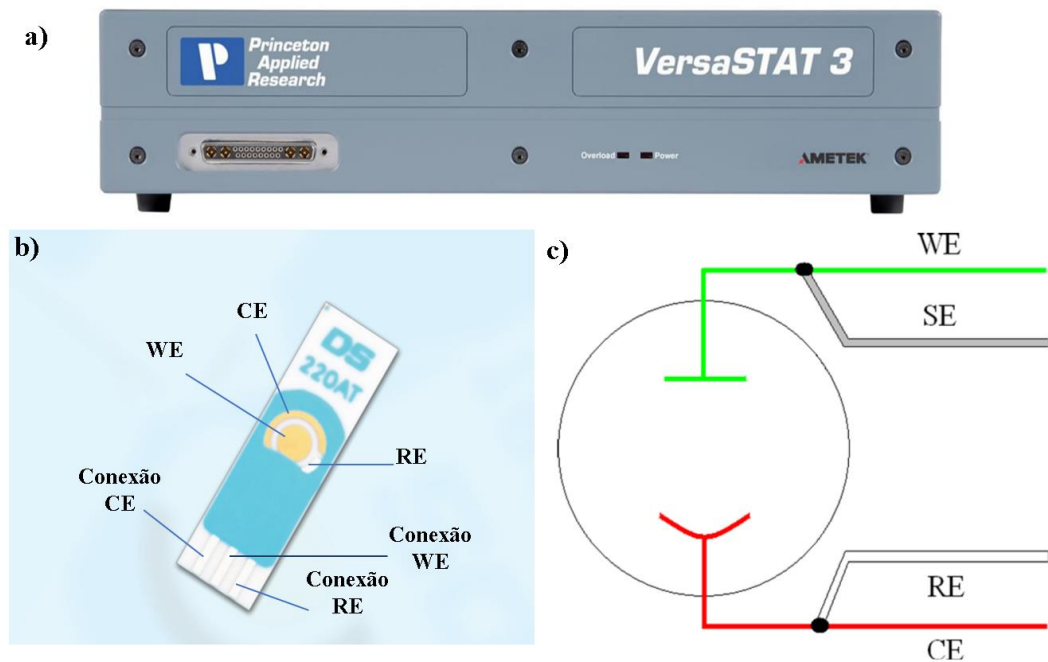 a)
Princeton
Applied
Research
VersaSTAT 3
Overload
Power
AMETEK
b)
CE
WE
DS
220AT
RE
Conexão
CE
Conexão
WE
Conexão
RE
c)
WE
SE
RE
CE